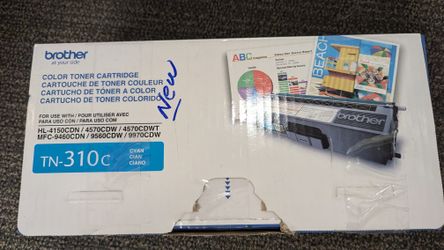 brother
at your side
COLOR TONER CARTRIDGE
CARTOUCHE DE TONER COULEUR
CARTUCHO DE TONER A COLOR
CARTUCHO DE TONER COLORIDO
New
FOR USE WITH / POUR UTILISER AVEC
PARA USO CON / PARA USO COM
HL-4150CDN / 4570CDW / 4570CDWT
MFC-9460CDN / 9560CDW / 9970CDW
TN-310C
CYAN
CIAN
CIANO
ABC
BEACH
brother